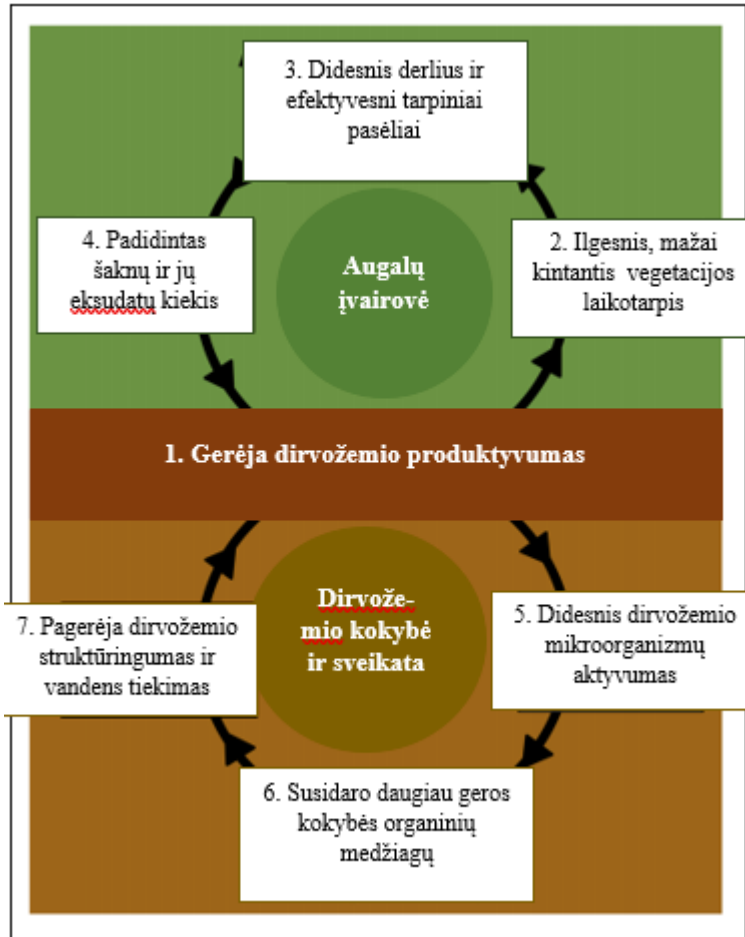 3. Didesnis derlius ir
efektyvesni tarpiniai
pasėliai
4. Padidintas
šaknų ir jų
eksudatų kiekis
Augalų
įvairovė
2. Ilgesnis, mažai
kintantis vegetacijos
laikotarpis
1. Gerėja dirvožemio produktyvumas
7. Pagerėja dirvožemio
struktūringumas ir
vandens tiekimas
Dirvože-
mio kokybė
ir sveikata
5. Didesnis dirvožemio
mikroorganizmų
aktyvumas
6. Susidaro daugiau geros
kokybės organinių
medžiagų